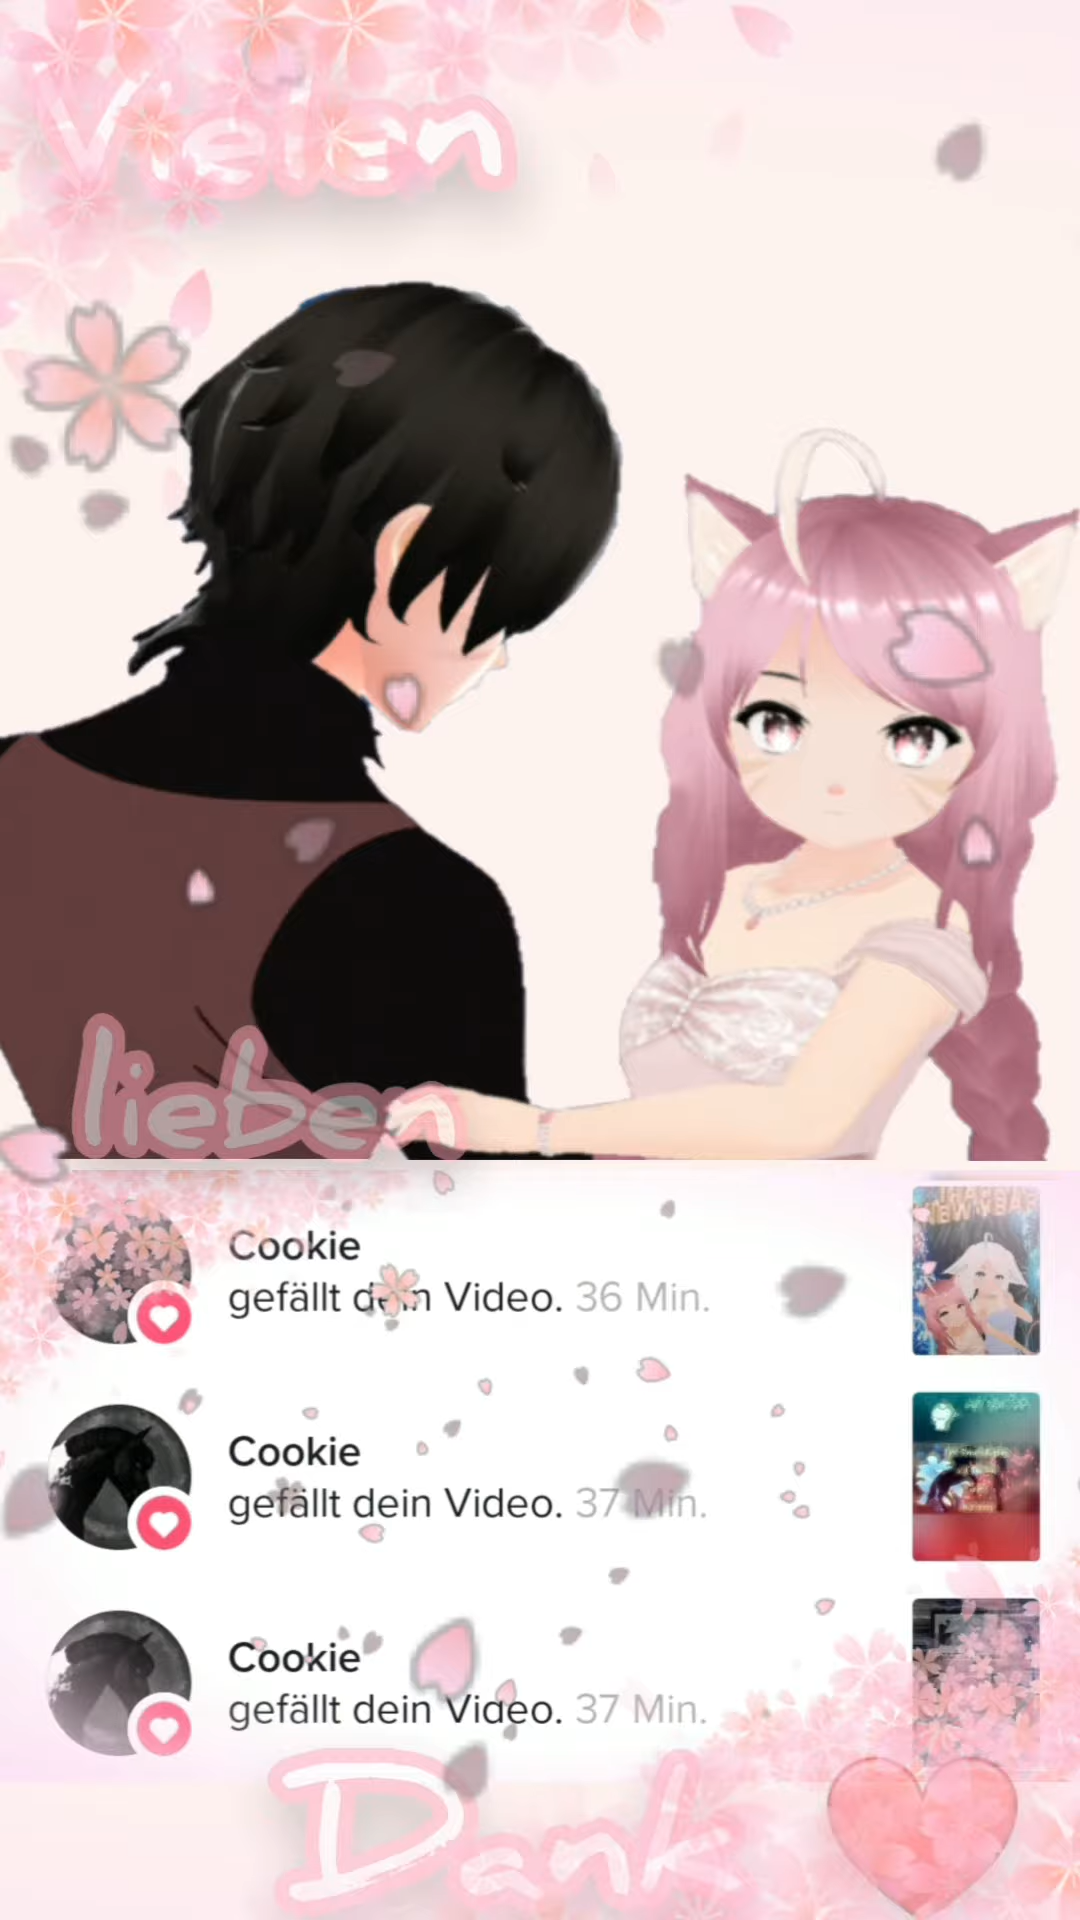 Vielen
lieben
Cookie
gefällt dein Video. 36 Min.
Cookie
gefällt dein Video. 37 Min.
Cookie
gefällt dein Video. 37 Min.
Dank